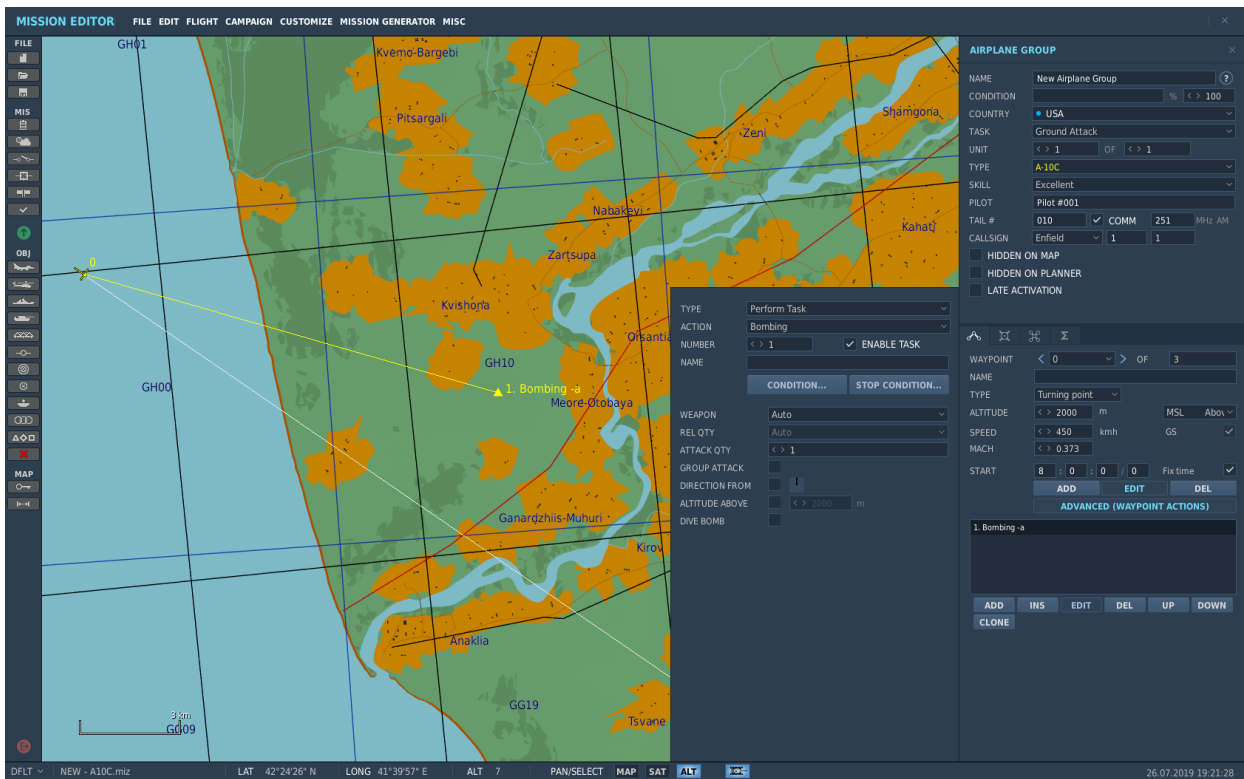 MISSION EDITOR FILE EDIT FLIGHT CAMPAIGN CUSTOMIZE MISSION GENERATOR MISC
FILE
MIS
OBJ
MAP
GH01
Kvemo-Bargebi
Pitsargali
Zeni
Shamgona
Nabakevi
Kahati
Zartsupa
0
Kvishona
Orsantia
GH10
GH00
1. Bombing -a
Meore-Otobaya
Ganardzhiis-Muhuri
Kirov
Anaklia
GG19
Tsvane
3 km
GG09
TYPE Perform Task
ACTION Bombing
NUMBER < > 1 ENABLE TASK
NAME
CONDITION... STOP CONDITION...
WEAPON Auto
REL QTY Auto
ATTACK QTY < > 1
GROUP ATTACK
DIRECTION FROM
ALTITUDE ABOVE < > 2000 m
DIVE BOMB
AIRPLANE GROUP
NAME New Airplane Group ?
CONDITION % < > 100
COUNTRY USA
TASK Ground Attack
UNIT < > 1 OF < > 1
TYPE A-10C
SKILL Excellent
PILOT Pilot #001
TAIL # 010 COMM 251 MHz AM
CALLSIGN Enfield 1 1
HIDDEN ON MAP
HIDDEN ON PLANNER
LATE ACTIVATION
WAYPOINT < 0 > OF 3
NAME
TYPE Turning point
ALTITUDE < > 2000 m MSL Abov
SPEED < > 450 kmh GS
MACH < > 0.373
START 8 : 0 : 0 / 0 Fix time
ADD EDIT DEL
ADVANCED (WAYPOINT ACTIONS)
1. Bombing -a
ADD INS EDIT DEL UP DOWN
CLONE
DFLT NEW - A10C.miz LAT 42°24'26" N LONG 41°39'57" E ALT 7 PAN/SELECT MAP SAT ALT 26.07.2019 19:21:28